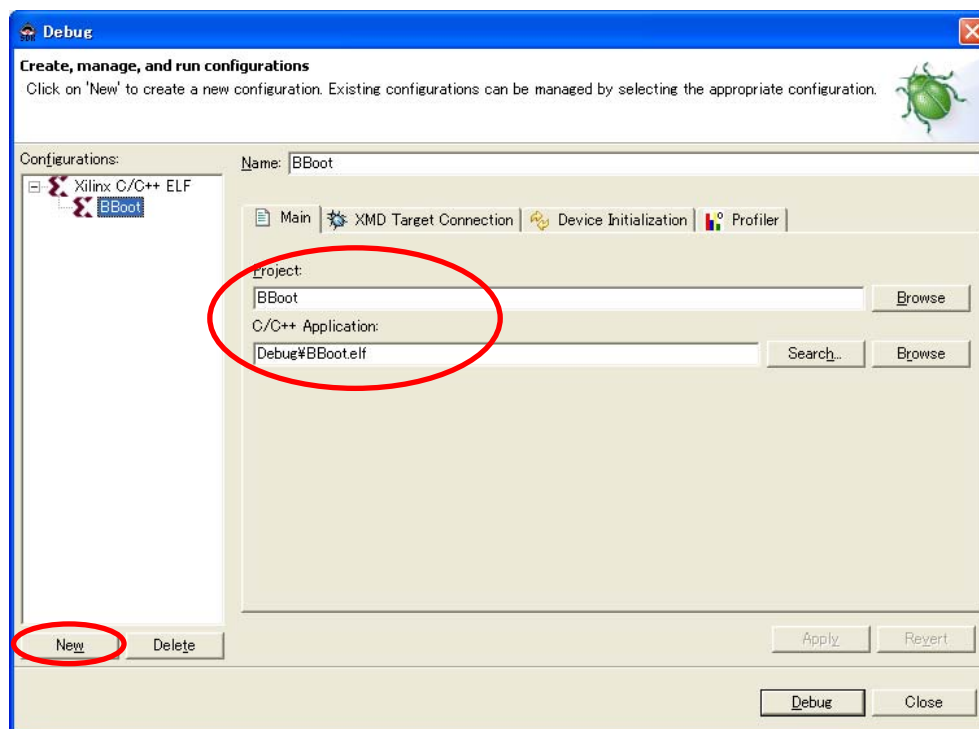 Debug
Create, manage, and run configurations
Click on 'New' to create a new configuration. Existing configurations can be managed by selecting the appropriate configuration.
Configurations:
Name: BBoot
Xilinx C/C++ ELF
BBoot
Main XMD Target Connection Device Initialization Profiler
Project:
BBoot Browse
C/C++ Application:
Debug¥BBoot.elf Search... Browse
New Delete Apply Revert
Debug Close